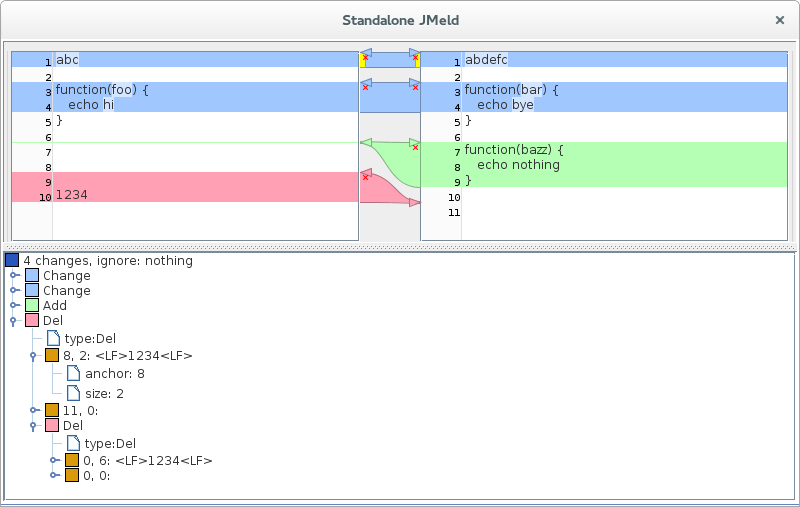 Standalone JMeld
1 abc
2
3 function(foo) {
4 echo hi
5 }
6
7
8
9 1234
10
1 abdefc
2
3 function(bar) {
4 echo bye
5 }
6
7 function(bazz) {
8 echo nothing
9 }
10
11
4 changes, ignore: nothing
Change
Change
Add
Del
type:Del
8, 2: <LF>1234<LF>
anchor: 8
size: 2
11, 0:
Del
type:Del
0, 6: <LF>1234<LF>
0, 0: